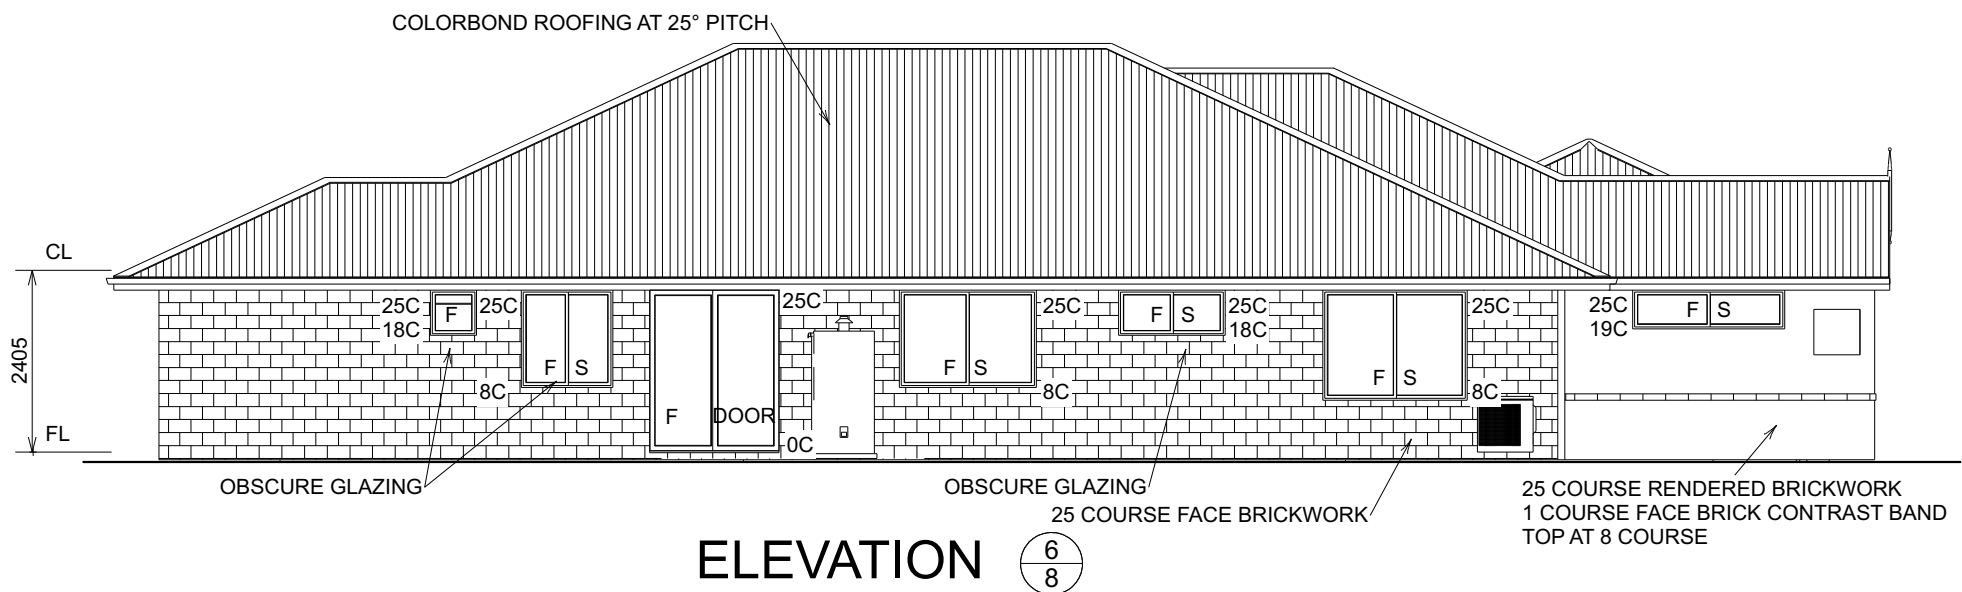 COLORBOND ROOFING AT 25° PITCH
CL
25C 25C 25C 25C 25C 25C 25C
F F S 18C 19C
18C F S
2405
F S F S F S
8C 8C 8C
F DOOR
FL
0C
OBSCURE GLAZING OBSCURE GLAZING
25 COURSE FACE BRICKWORK
25 COURSE RENDERED BRICKWORK
1 COURSE FACE BRICK CONTRAST BAND
TOP AT 8 COURSE
ELEVATION 6
8